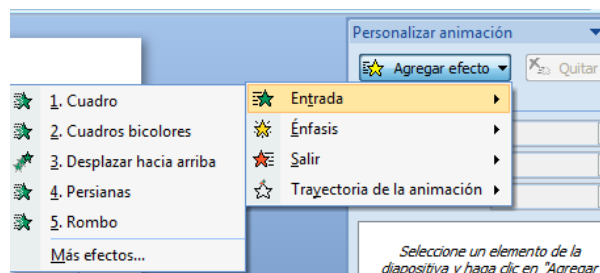 Personalizar animación
Agregar efecto
Quitar
Entrada
Énfasis
Salir
Trayectoria de la animación
1. Cuadro
2. Cuadros bicolores
3. Desplazar hacia arriba
4. Persianas
5. Rombo
Más efectos...
Seleccione un elemento de la
diapositiva y haga clic en "Agregar